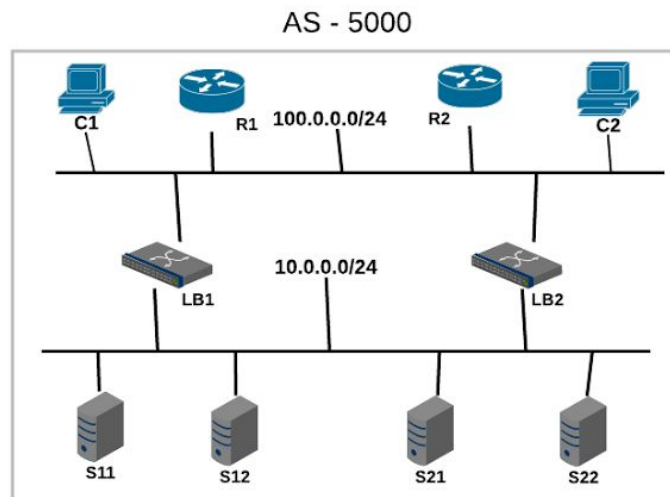 AS - 5000
C1
R1
100.0.0.0/24
R2
C2
LB1
10.0.0.0/24
LB2
S11
S12
S21
S22